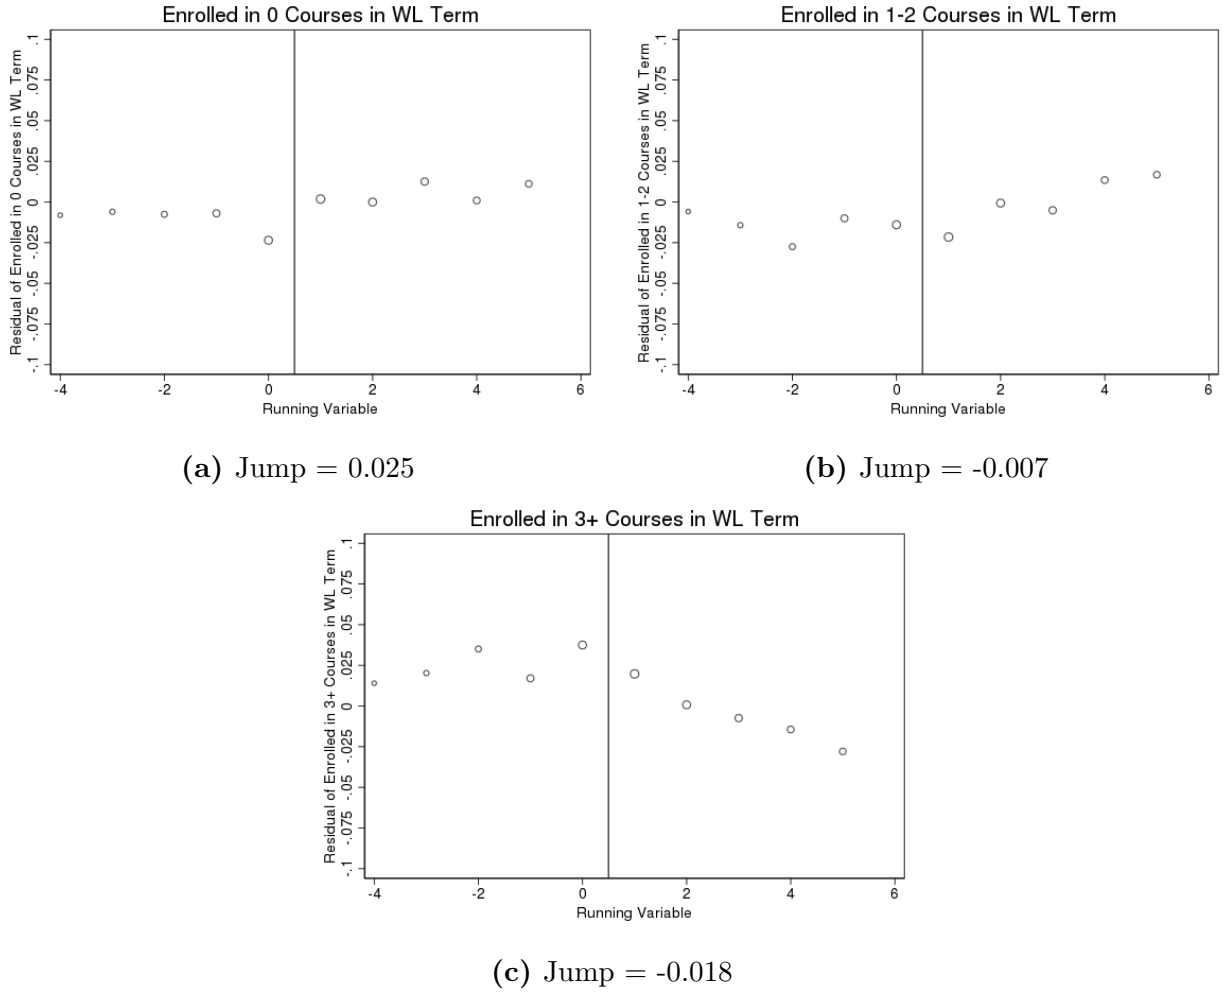 Enrolled in 0 Courses in WL Term
Residual of Enrolled in 0 Courses in WL Term
.1
.075
.05
.025
0
-.025
-.05
-.075
-.1
-4 -2 0 2 4 6
Running Variable
(a) Jump = 0.025
Enrolled in 1-2 Courses in WL Term
Residual of Enrolled in 1-2 Courses in WL Term
.1
.075
.05
.025
0
-.025
-.05
-.075
-.1
-4 -2 0 2 4 6
Running Variable
(b) Jump = -0.007
Enrolled in 3+ Courses in WL Term
Residual of Enrolled in 3+ Courses in WL Term
.1
.075
.05
.025
0
-.025
-.05
-.075
-.1
-4 -2 0 2 4 6
Running Variable
(c) Jump = -0.018